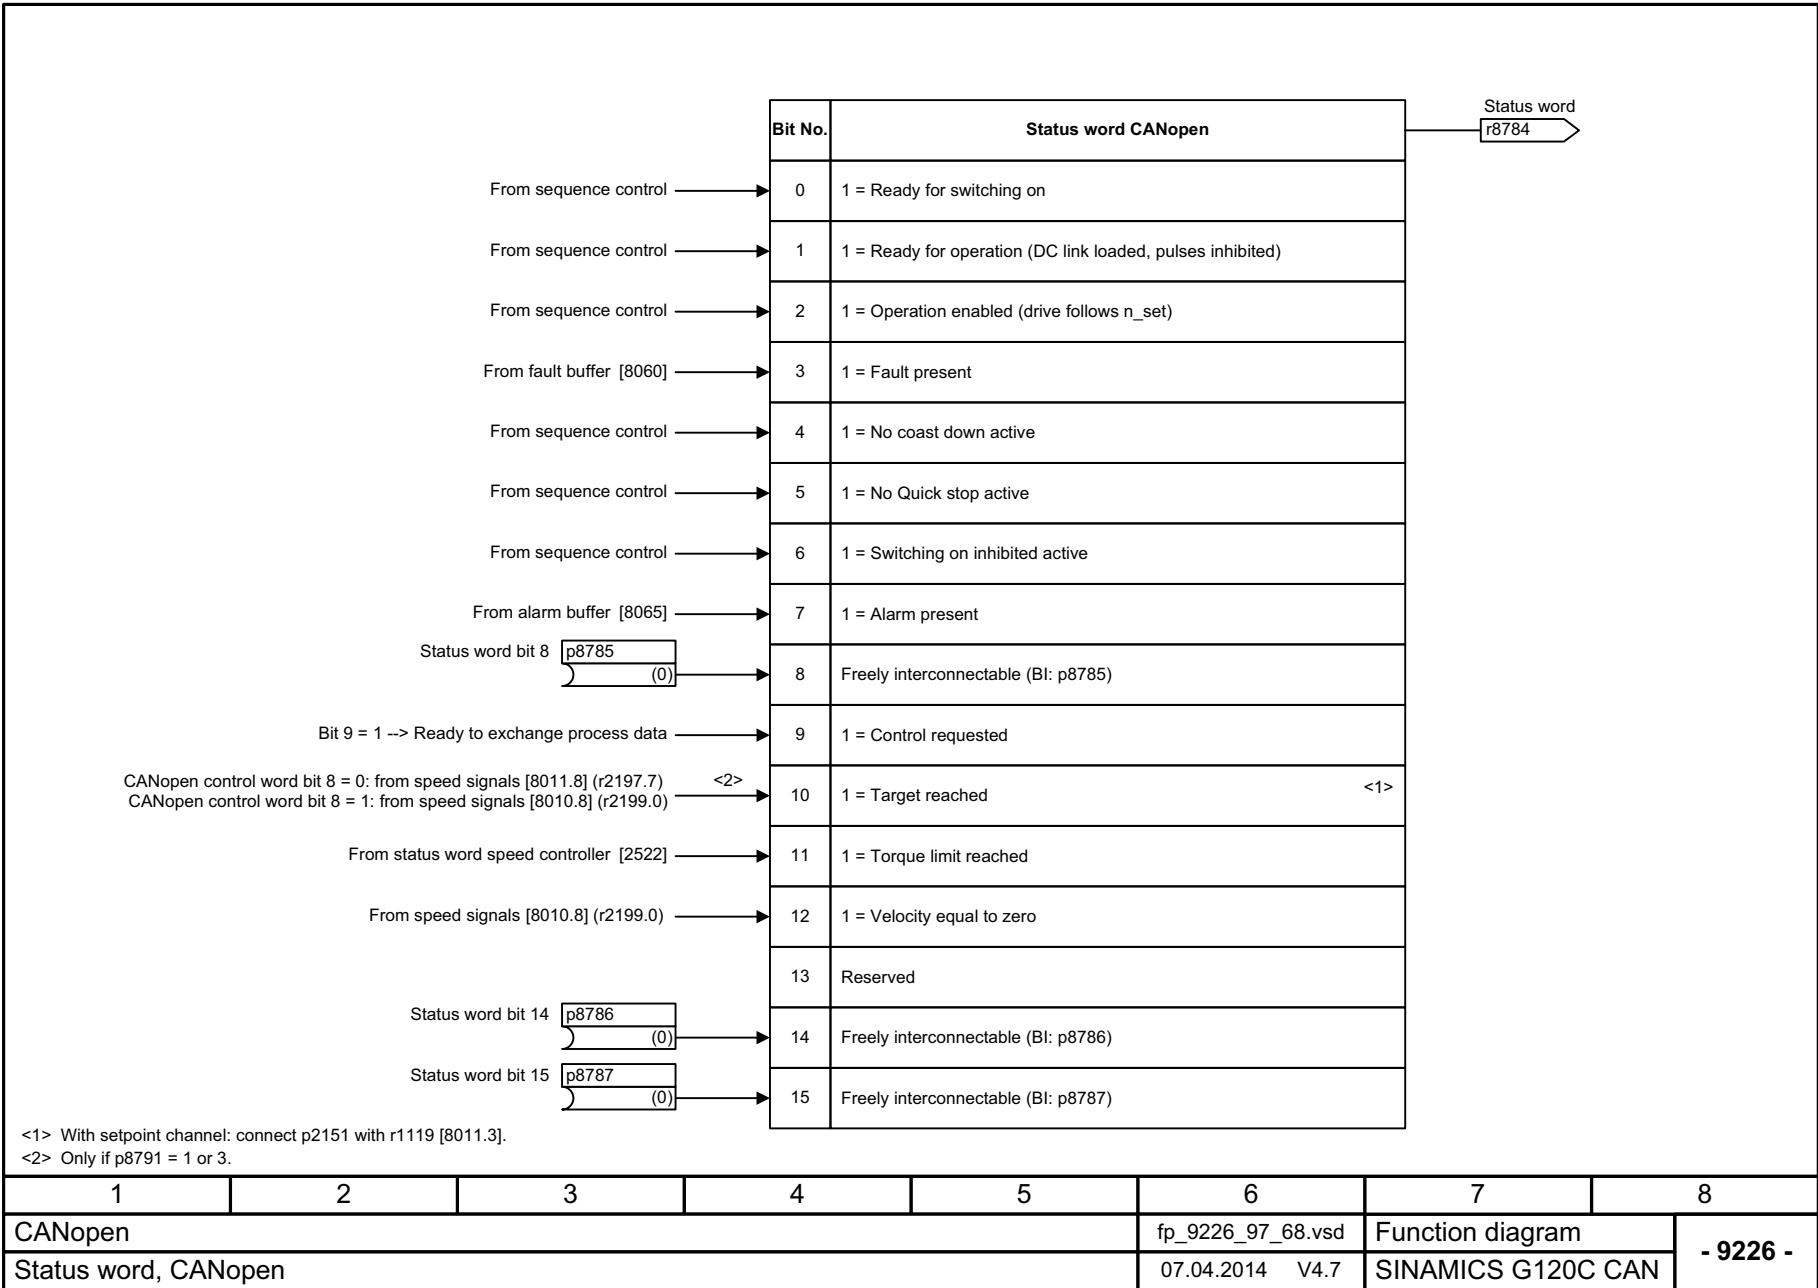 Status word
r8784
Bit No. Status word CANopen
From sequence control 0 1 = Ready for switching on
From sequence control 1 1 = Ready for operation (DC link loaded, pulses inhibited)
From sequence control 2 1 = Operation enabled (drive follows n_set)
From fault buffer [8060] 3 1 = Fault present
From sequence control 4 1 = No coast down active
From sequence control 5 1 = No Quick stop active
From sequence control 6 1 = Switching on inhibited active
From alarm buffer [8065] 7 1 = Alarm present
Status word bit 8 p8785
(0) 8 Freely interconnectable (BI: p8785)
Bit 9 = 1 --> Ready to exchange process data 9 1 = Control requested
CANopen control word bit 8 = 0: from speed signals [8011.8] (r2197.7) <2>
CANopen control word bit 8 = 1: from speed signals [8010.8] (r2199.0)
10 1 = Target reached <1>
From status word speed controller [2522] 11 1 = Torque limit reached
From speed signals [8010.8] (r2199.0) 12 1 = Velocity equal to zero
13 Reserved
Status word bit 14 p8786
(0) 14 Freely interconnectable (BI: p8786)
Status word bit 15 p8787
(0) 15 Freely interconnectable (BI: p8787)
<1> With setpoint channel: connect p2151 with r1119 [8011.3].
<2> Only if p8791 = 1 or 3.
1 2 3 4 5 6 7 8
CANopen fp_9226_97_68.vsd Function diagram - 9226 -
Status word, CANopen 07.04.2014 V4.7 SINAMICS G120C CAN